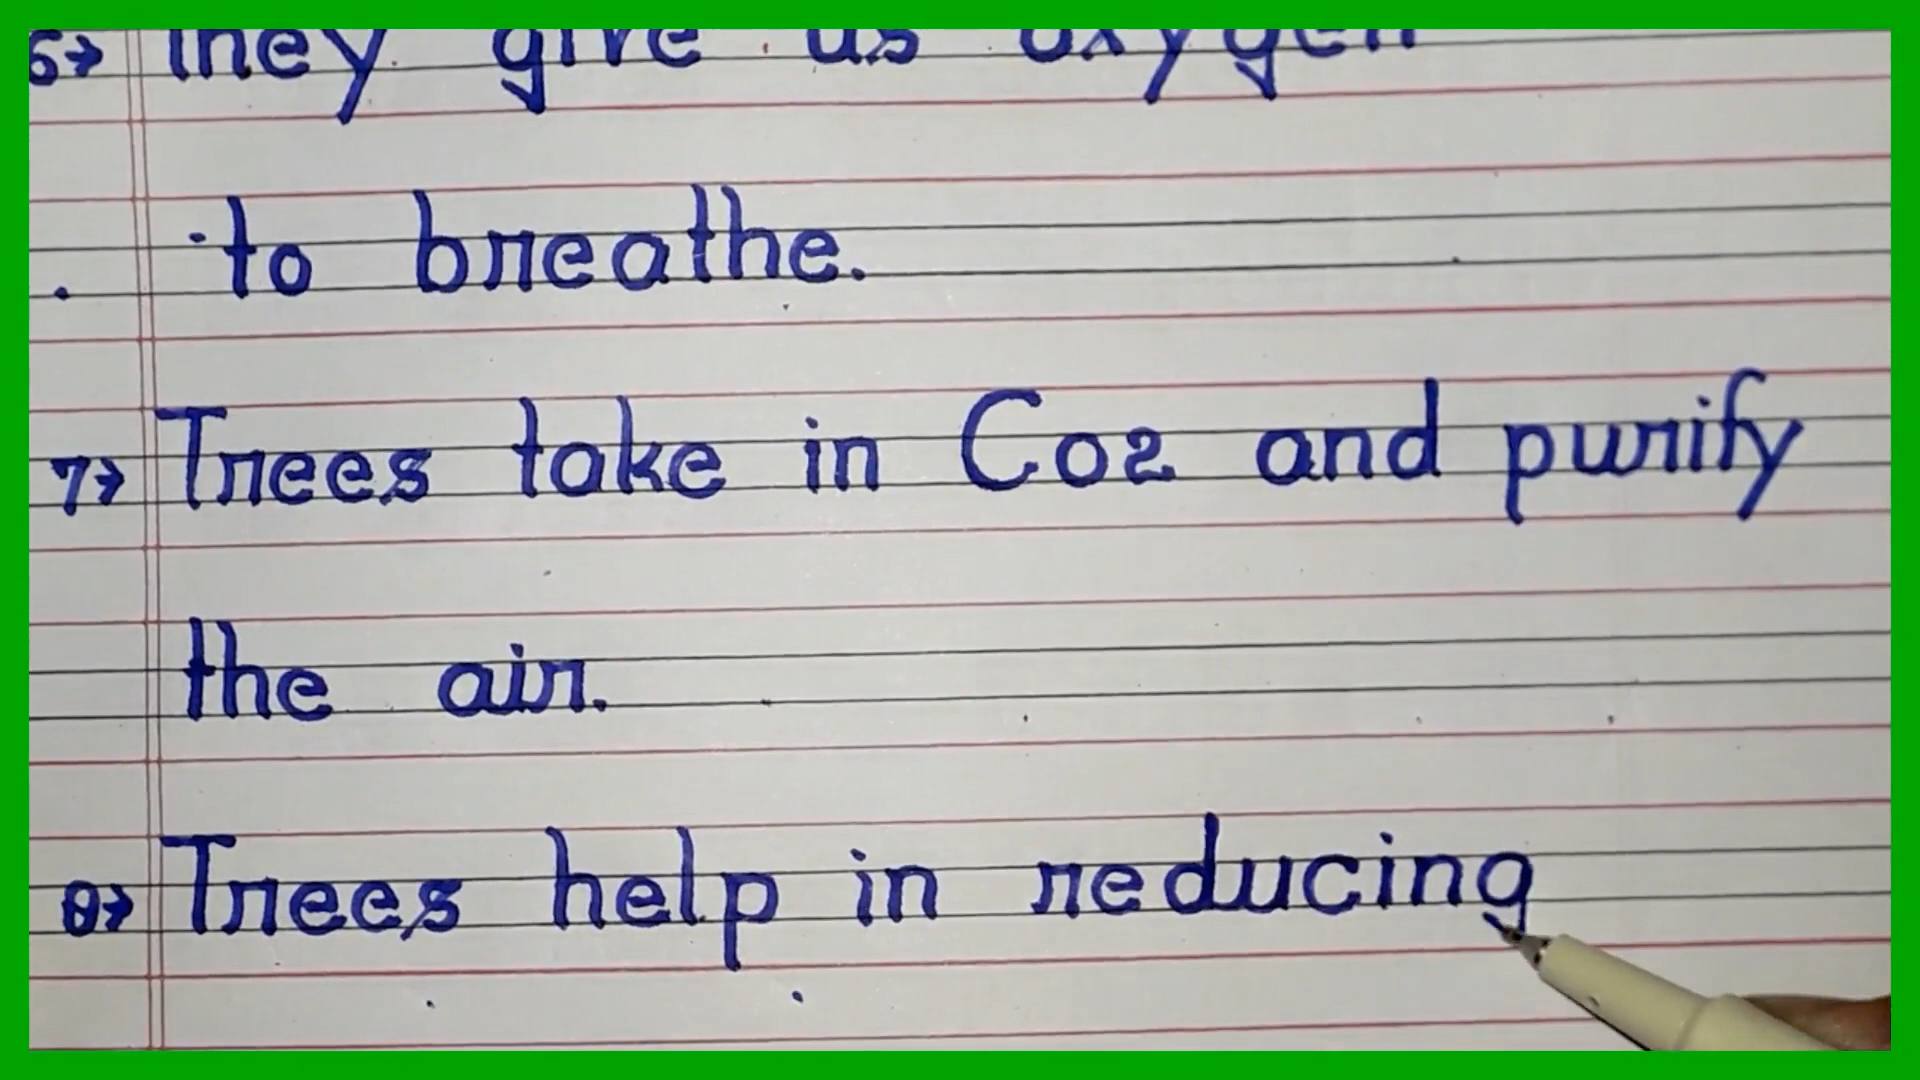 6→ They give us oxygen
to breathe.
7→ Trees take in Co2 and purify
the air.
8→ Trees help in reducing